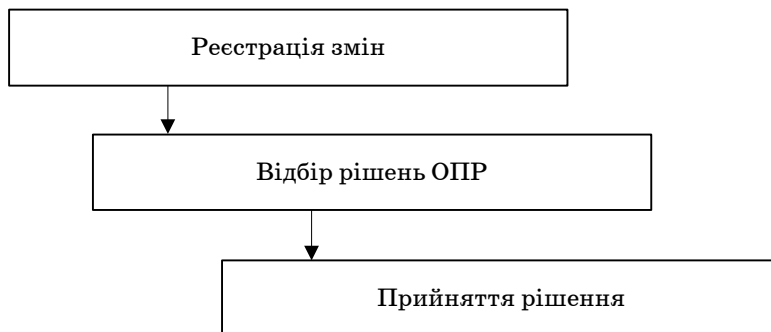 Реєстрація змін
Відбір рішень ОПР
Прийняття рішення